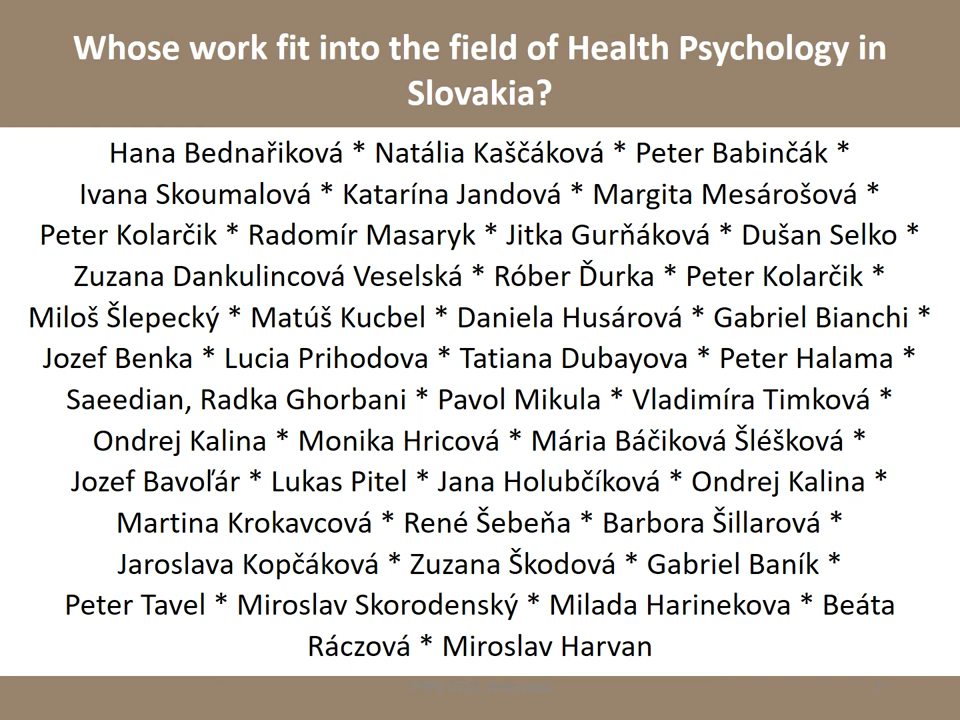 Whose work fit into the field of Health Psychology in
Slovakia?
Hana Bednařiková * Natália Kaščáková * Peter Babinčák *
Ivana Skoumalová * Katarína Jandová * Margita Mesárošová *
Peter Kolarčik * Radomír Masaryk * Jitka Gurňáková * Dušan Selko *
Zuzana Dankulincová Veselská * Róber Ďurka * Peter Kolarčik *
Miloš Šlepecký * Matúš Kucbel * Daniela Husárová * Gabriel Bianchi *
Jozef Benka * Lucia Prihodova * Tatiana Dubayova * Peter Halama *
Saeedian, Radka Ghorbani * Pavol Mikula * Vladimíra Timková *
Ondrej Kalina * Monika Hricová * Mária Báčiková Šléšková *
Jozef Bavoľár * Lukas Pitel * Jana Holubčíková * Ondrej Kalina *
Martina Krokavcová * René Šebeňa * Barbora Šillarová *
Jaroslava Kopčáková * Zuzana Škodová * Gabriel Baník *
Peter Tavel * Miroslav Skorodenský * Milada Harinekova * Beáta
Ráczová * Miroslav Harvan